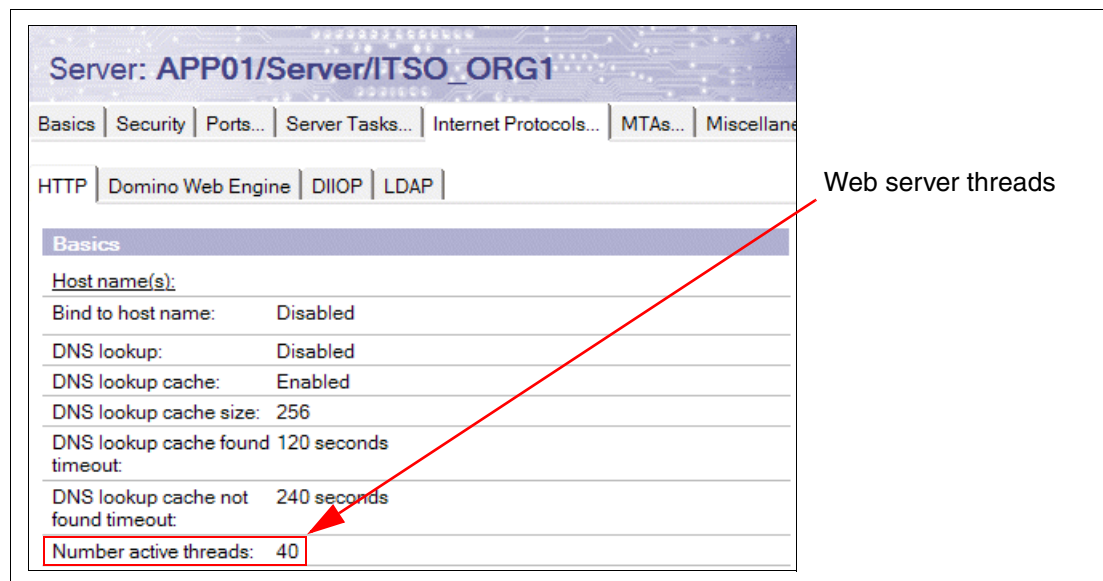 Server: APP01/Server/ITSO_ORG1
Basics Security Ports... Server Tasks... Internet Protocols... MTAs... Miscellane
HTTP Domino Web Engine DIIOP LDAP
Web server threads
Basics
Host name(s):
Bind to host name: Disabled
DNS lookup: Disabled
DNS lookup cache: Enabled
DNS lookup cache size: 256
DNS lookup cache found 120 seconds
timeout:
DNS lookup cache not 240 seconds
found timeout:
Number active threads: 40